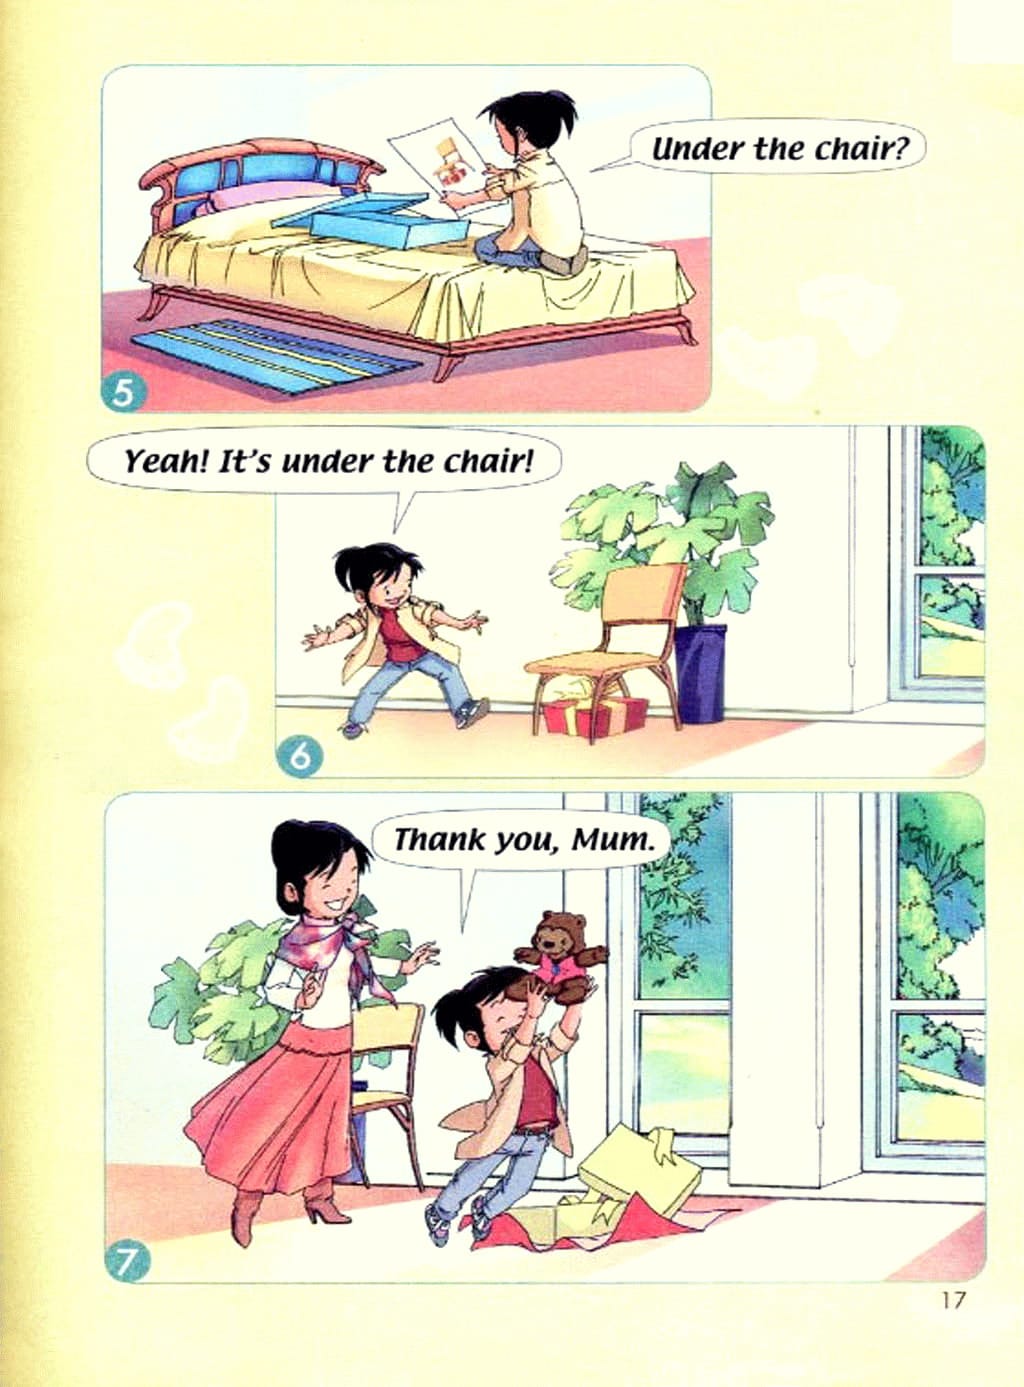 Under the chair?
5
Yeah! It's under the chair!
6
Thank you, Mum.
7
17